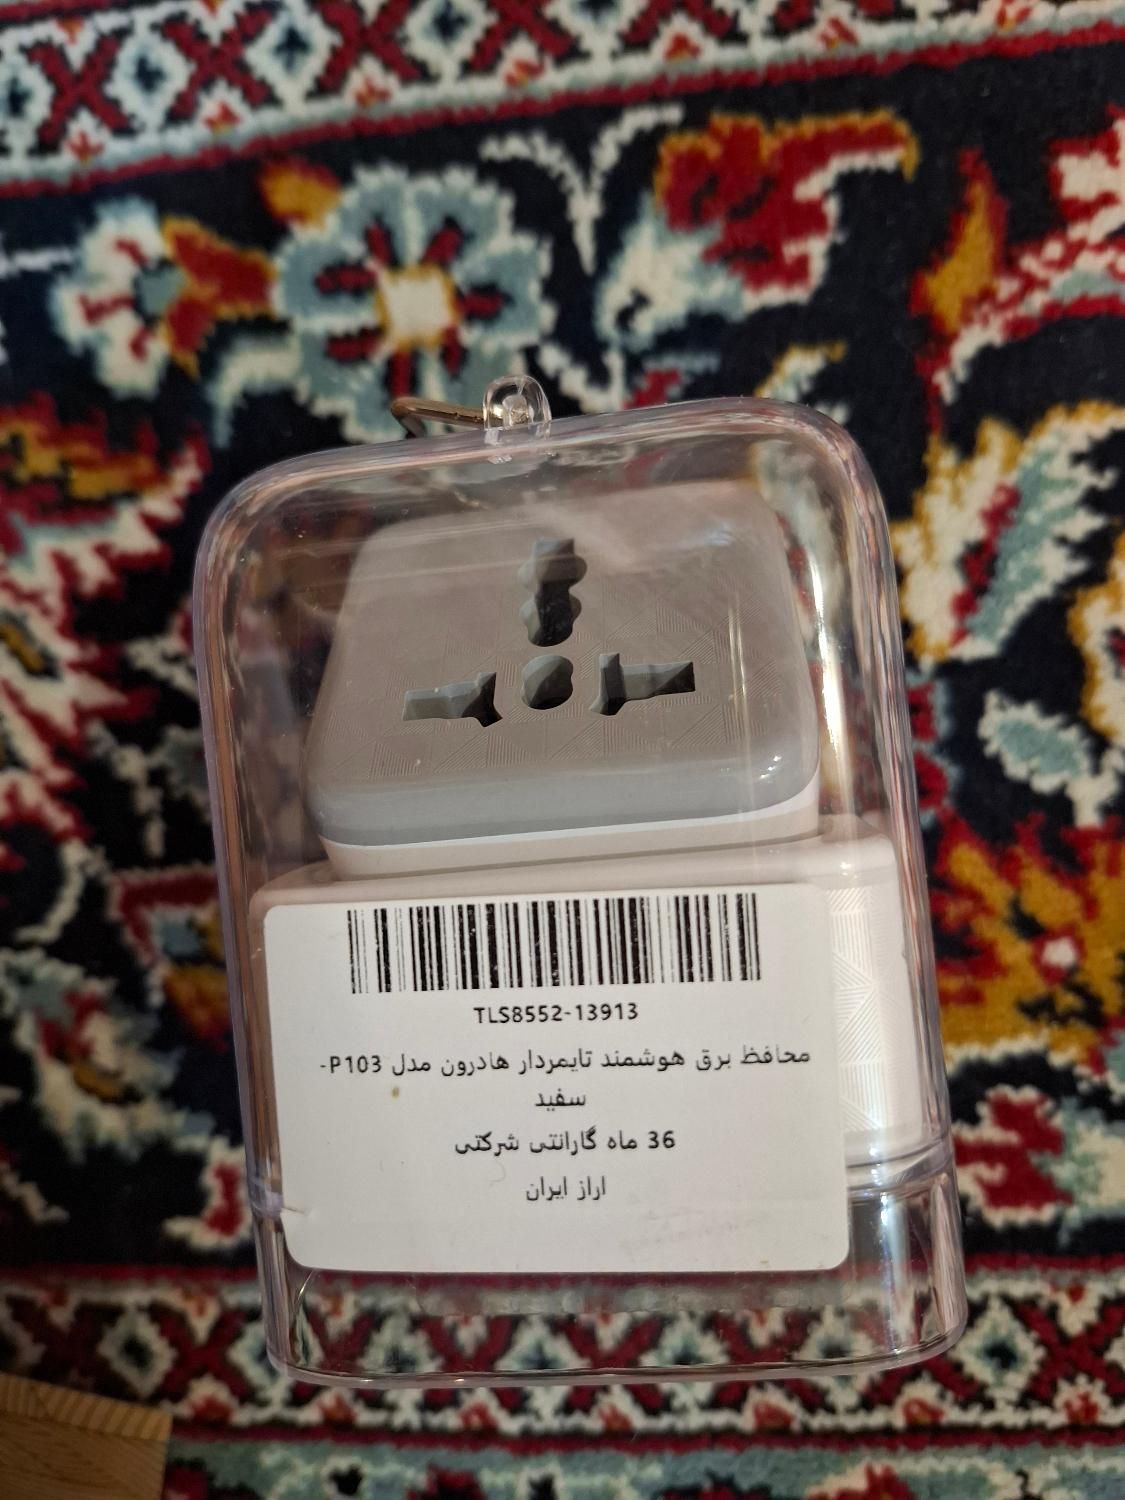 TLS8552-13913
محافظ برق هوشمند تایمردار هادرون مدل P103-
سفید
36 ماه گارانتی شرکتی
اراز ایران